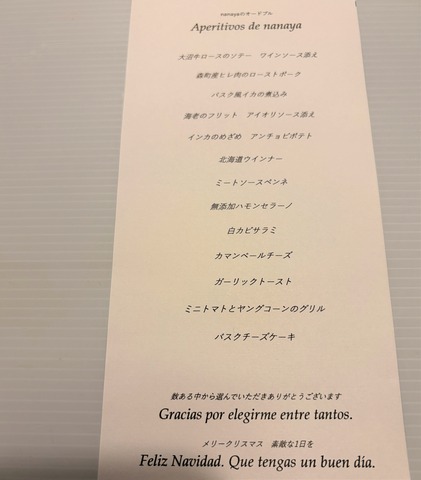 nanayaのオードブル
Aperitivos de nanaya
大沼牛ロースのソテー　ワインソース添え
森町産ヒレ肉のローストポーク
バスク風イカの煮込み
海老のフリット　アイオリソース添え
インカのめざめ　アンチョビポテト
北海道ウインナー
ミートソースペンネ
無添加ハモンセラーノ
白カビサラミ
カマンベールチーズ
ガーリックトースト
ミニトマトとヤングコーンのグリル
バスクチーズケーキ
数ある中から選んでいただきありがとうございます
Gracias por elegirme entre tantos.
メリークリスマス　素敵な1日を
Feliz Navidad. Que tengas un buen día.